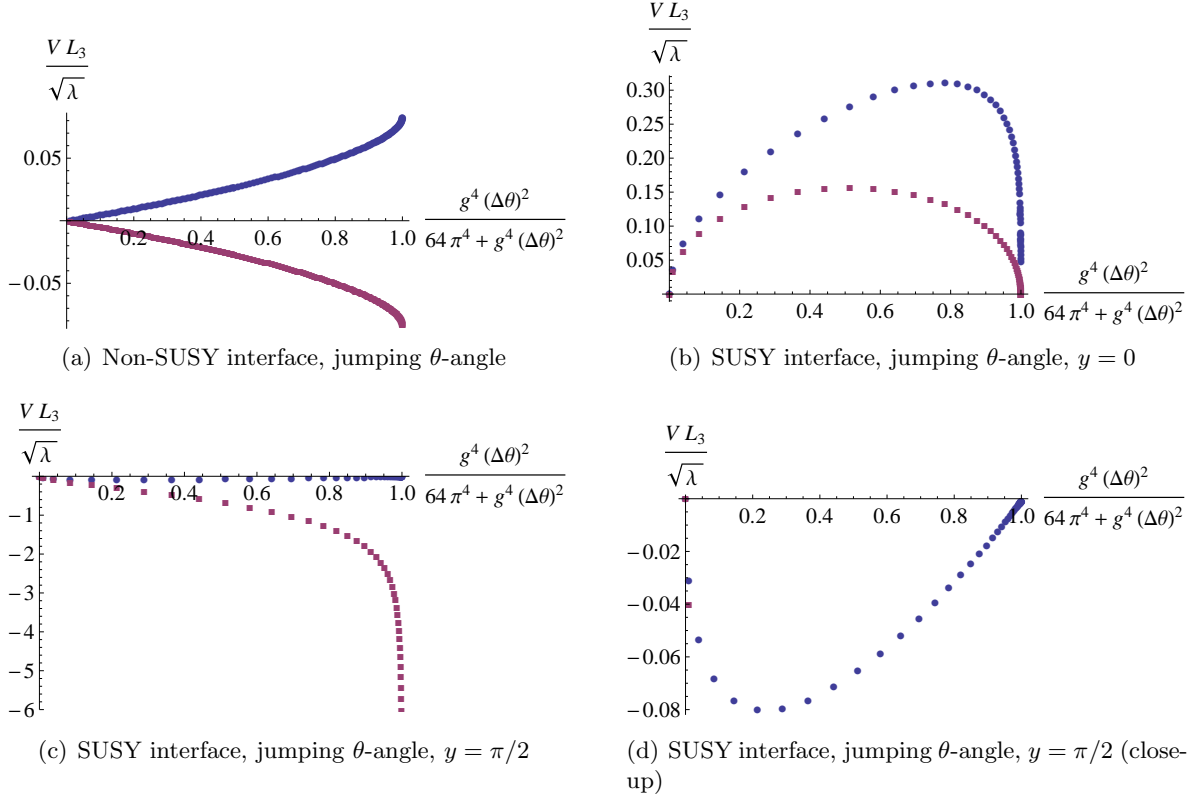 V L₃
√λ
0.05
−0.05
0.2
0.4
0.6
0.8
1.0
g⁴ (Δθ)²
64 π⁴ + g⁴ (Δθ)²
(a) Non-SUSY interface, jumping θ-angle
V L₃
√λ
0.30
0.25
0.20
0.15
0.10
0.05
0.2
0.4
0.6
0.8
1.0
g⁴ (Δθ)²
64 π⁴ + g⁴ (Δθ)²
(b) SUSY interface, jumping θ-angle, y = 0
V L₃
√λ
0.2
0.4
0.6
0.8
1.0
g⁴ (Δθ)²
64 π⁴ + g⁴ (Δθ)²
−1
−2
−3
−4
−5
−6
(c) SUSY interface, jumping θ-angle, y = π/2
V L₃
√λ
0.2
0.4
0.6
0.8
1.0
g⁴ (Δθ)²
64 π⁴ + g⁴ (Δθ)²
−0.02
−0.04
−0.06
−0.08
(d) SUSY interface, jumping θ-angle, y = π/2 (close-
up)